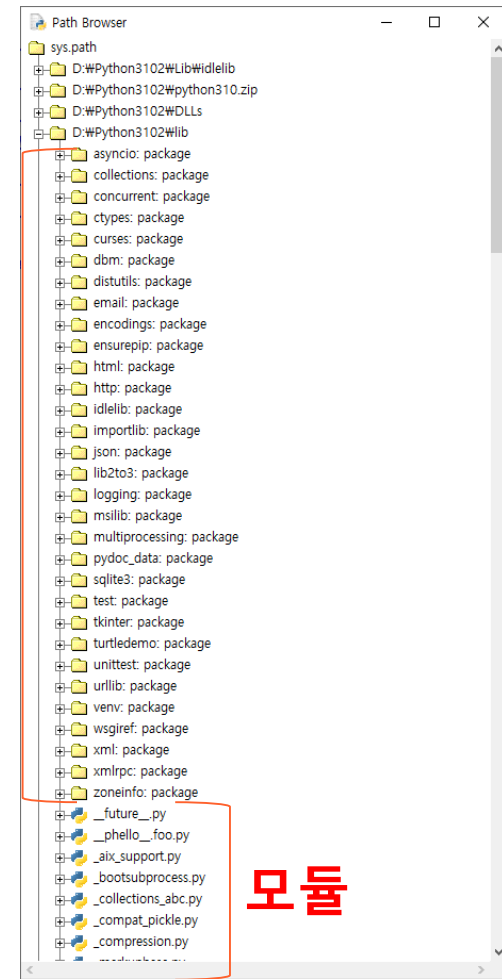 Path Browser
sys.path
D:₩Python3102₩Lib₩idlelib
D:₩Python3102₩python310.zip
D:₩Python3102₩DLLs
D:₩Python3102₩lib
asyncio: package
collections: package
concurrent: package
ctypes: package
curses: package
dbm: package
distutils: package
email: package
encodings: package
ensurepip: package
html: package
http: package
idlelib: package
importlib: package
json: package
lib2to3: package
logging: package
msilib: package
multiprocessing: package
pydoc_data: package
sqlite3: package
test: package
tkinter: package
turtledemo: package
unittest: package
urllib: package
venv: package
wsgiref: package
xml: package
xmlrpc: package
zoneinfo: package
__future__.py
__phello__.foo.py
_aix_support.py
_bootsubprocess.py
_collections_abc.py
_compat_pickle.py
_compression.py
모듈